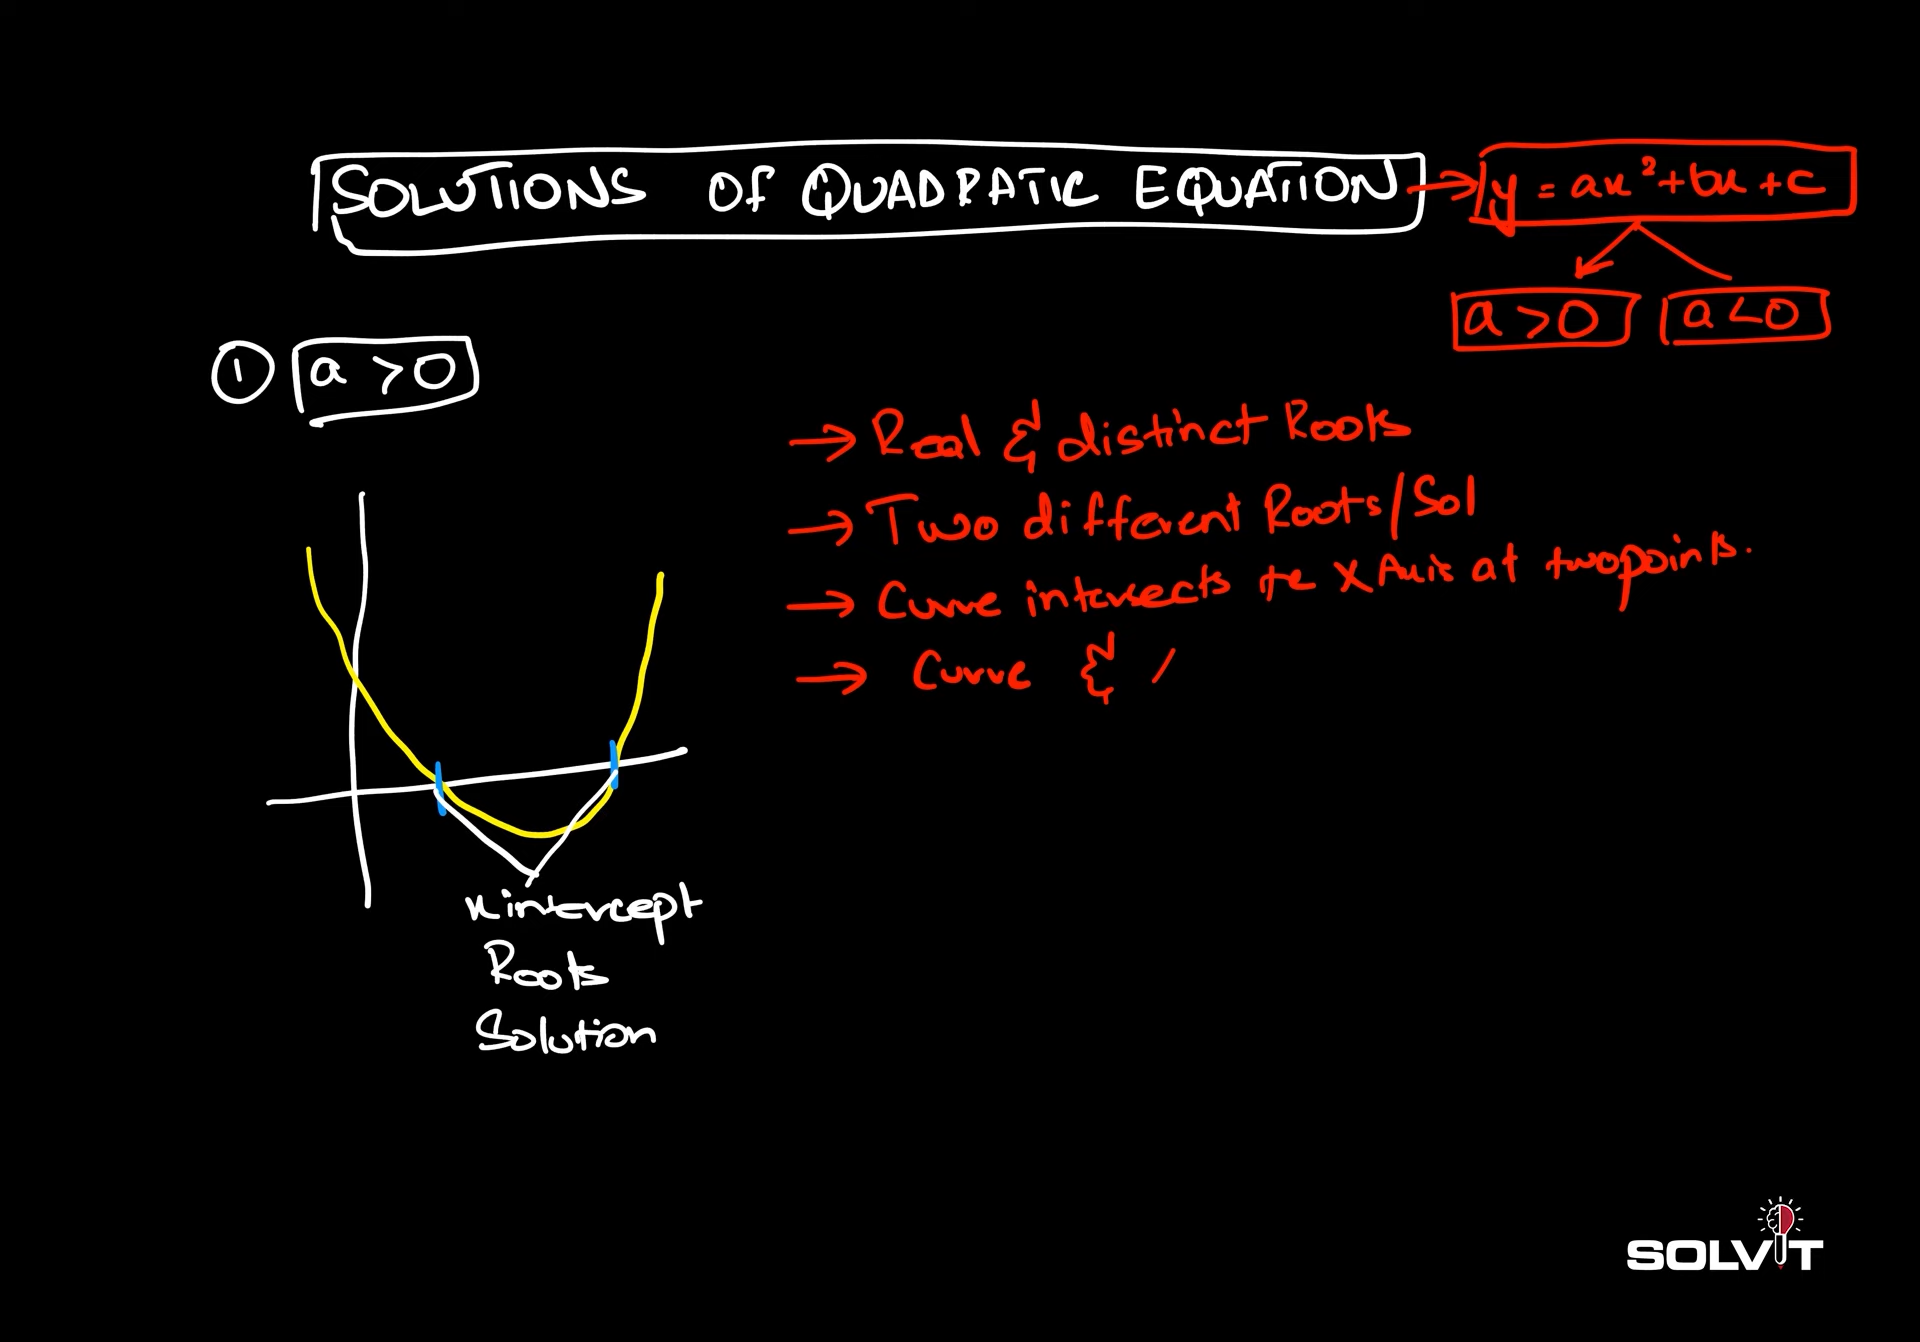 SOLUTIONS OF QUADRATIC EQUATION → y = ax²+bx+c
a>0 a<0
① a >0
→ Real & distinct Roots
→ Two different Roots/Sol
→ Curve intersects the X Axis at two points.
→ Curve &
x intercept
Roots
Solution
SOLVIT